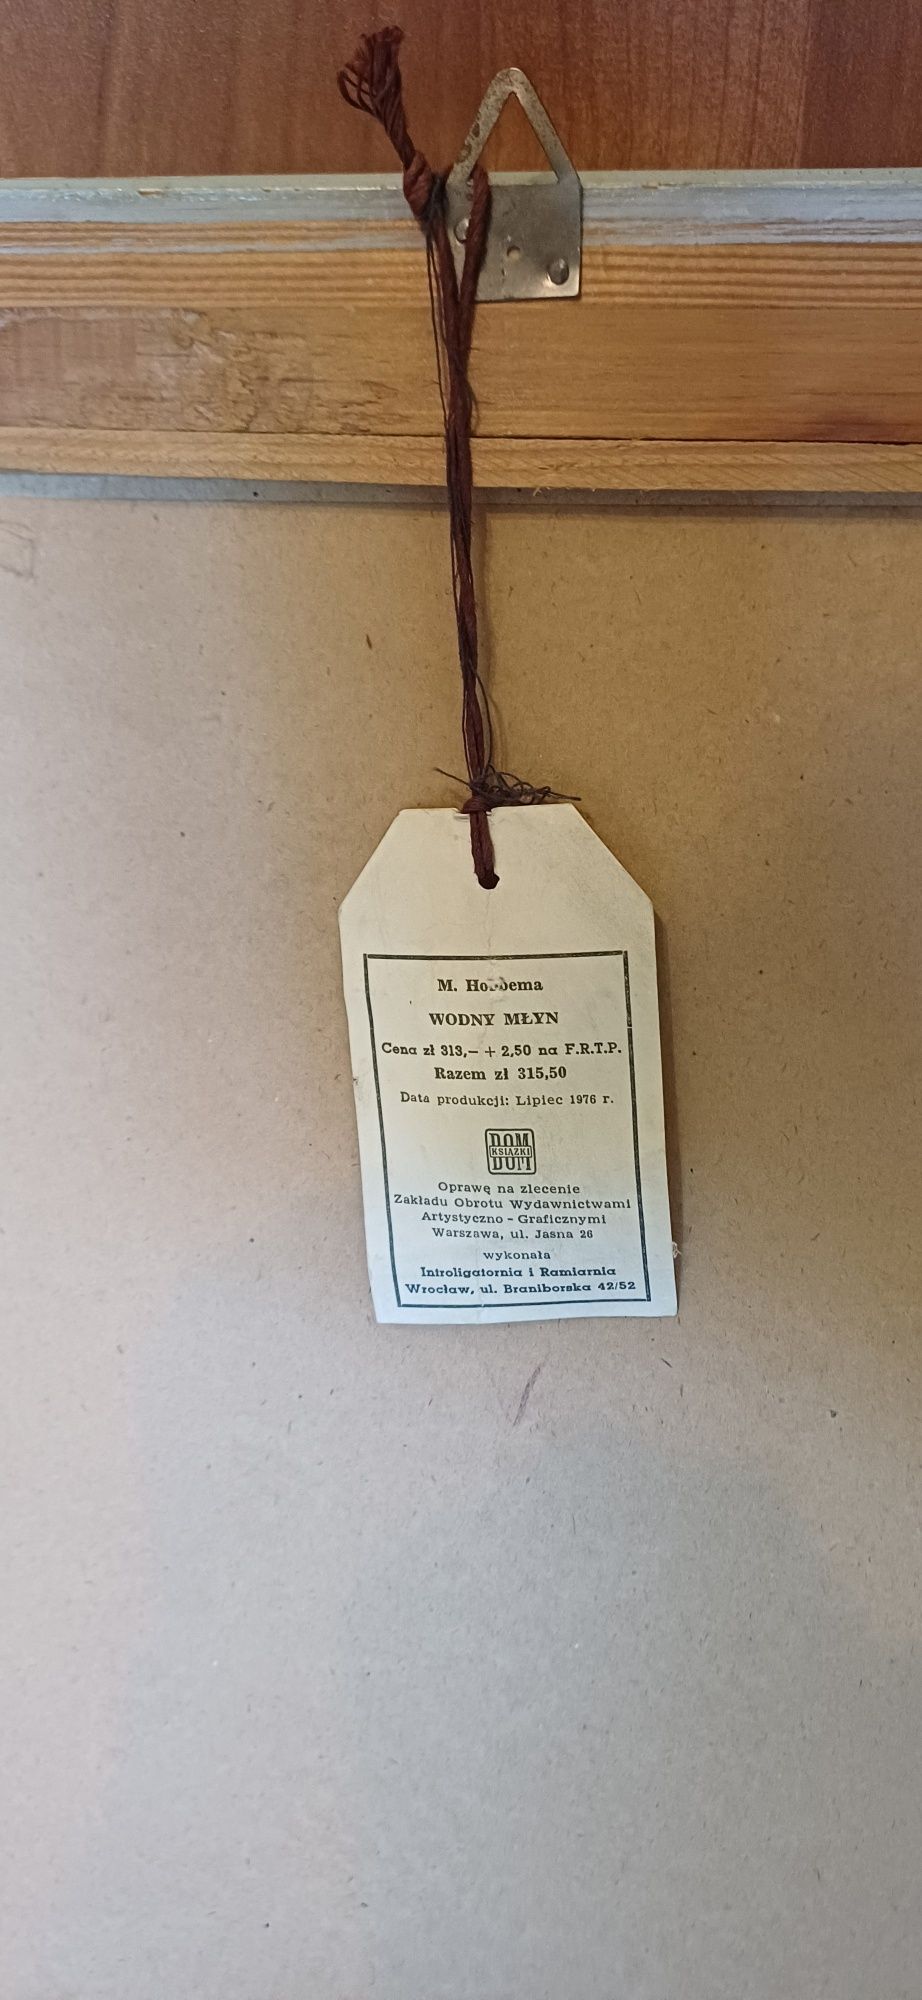 M. Hobbema
WODNY MŁYN
Cena zł 313,— + 2,50 na F.R.T.P.
Razem zł 315,50
Data produkcji: Lipiec 1976 r.
DOM
KSIĄŻKI
Oprawę na zlecenie
Zakładu Obrotu Wydawnictwami
Artystyczno - Graficznymi
Warszawa, ul. Jasna 26
wykonała
Introligatornia i Ramiarnia
Wrocław, ul. Braniborska 42/52